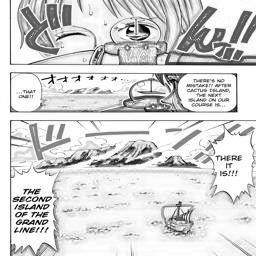 THERE'S
NO
MISTAKE!! AFTER
CACTUS ISLAND,
THE NEXT
ISLAND ON OUR
COURSE IS...
...THAT
ONE!!
THERE
IT
IS!!!
THE
SECOND
ISLAND
OF THE
GRAND
LINE!!!